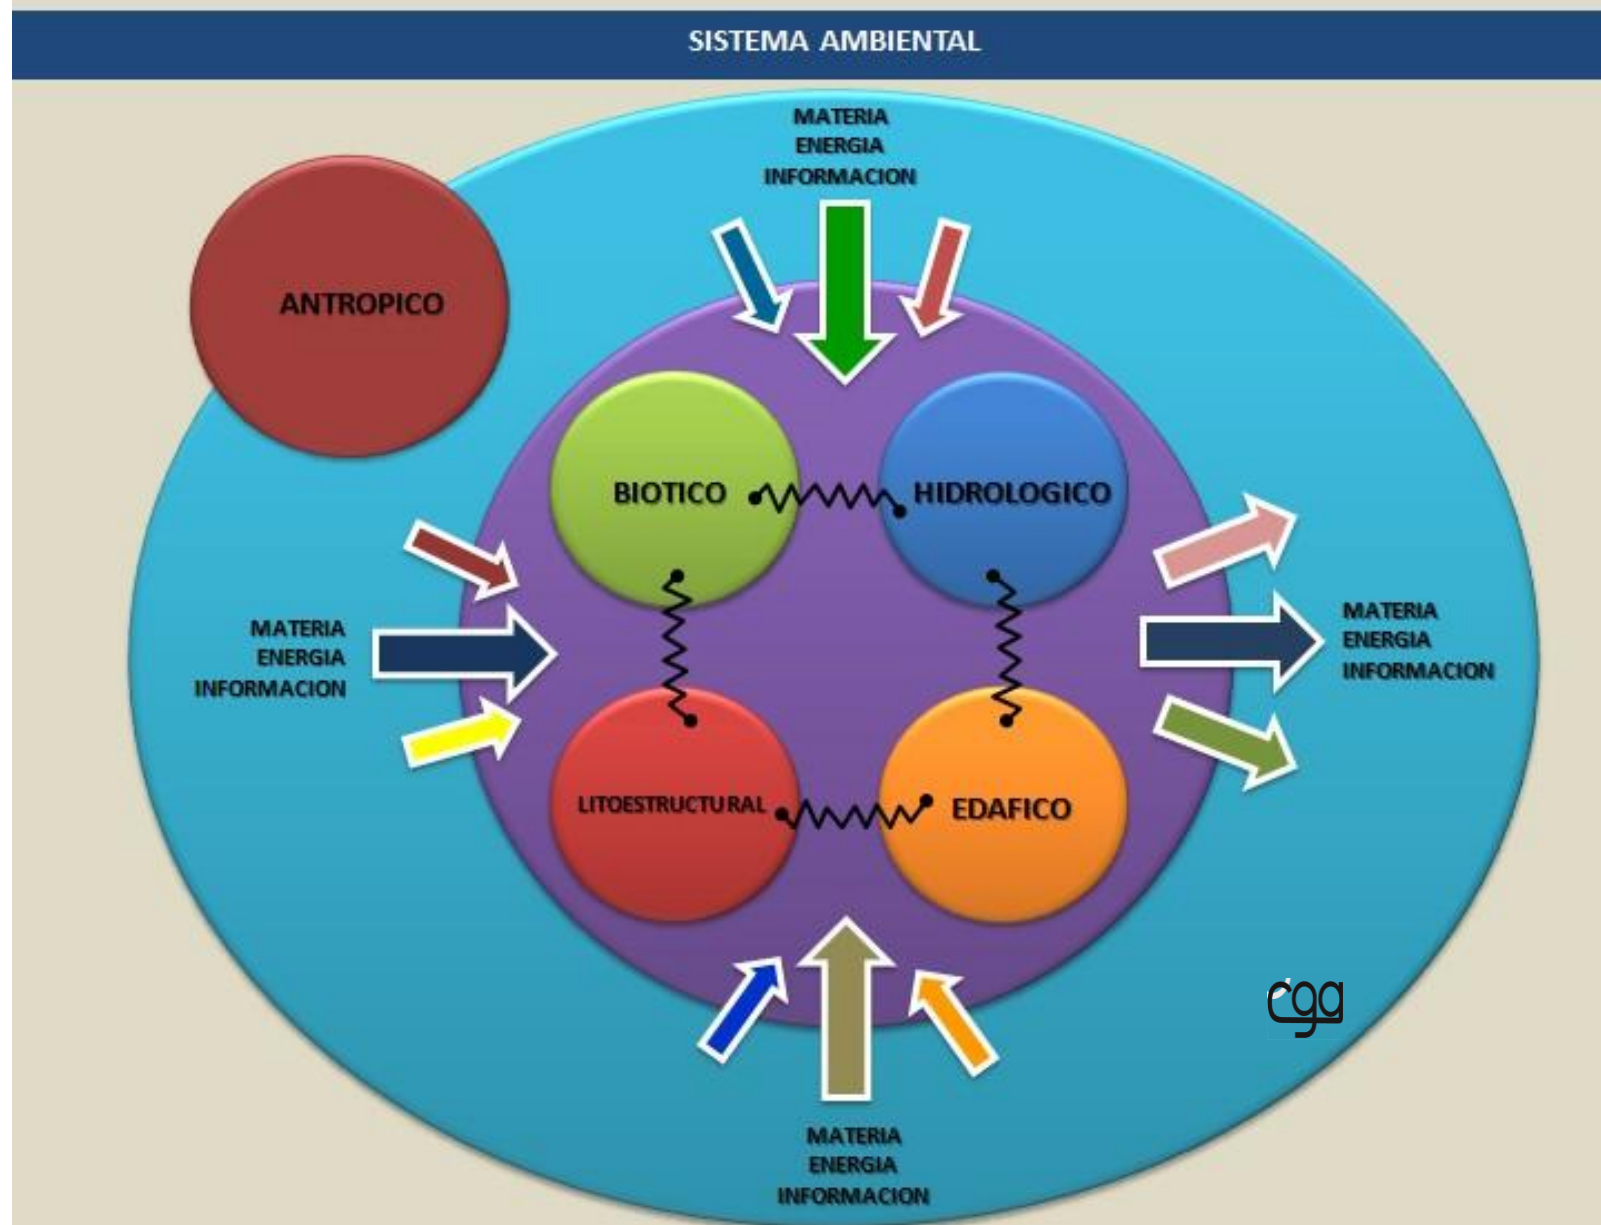 SISTEMA AMBIENTAL
MATERIA
ENERGIA
INFORMACION
ANTROPICO
BIOTICO
HIDROLOGICO
MATERIA
ENERGIA
INFORMACION
MATERIA
ENERGIA
INFORMACION
LITOESTRUCTURAL
EDAFICO
cga
MATERIA
ENERGIA
INFORMACION